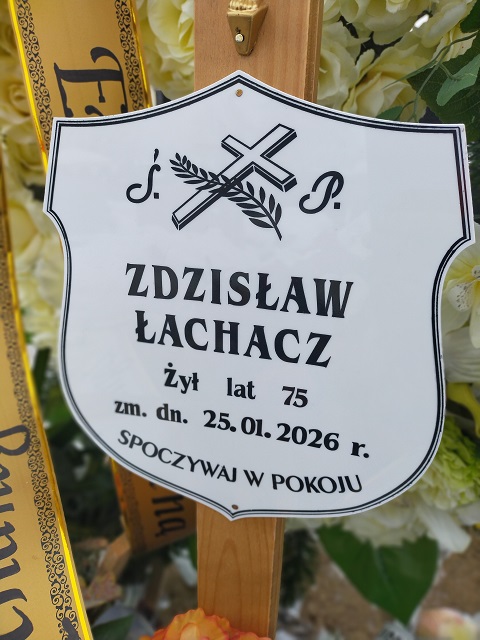 Ś. P.
ZDZISŁAW
ŁACHACZ
Żył lat 75
zm. dn. 25.01.2026 r.
SPOCZYWAJ W POKOJU